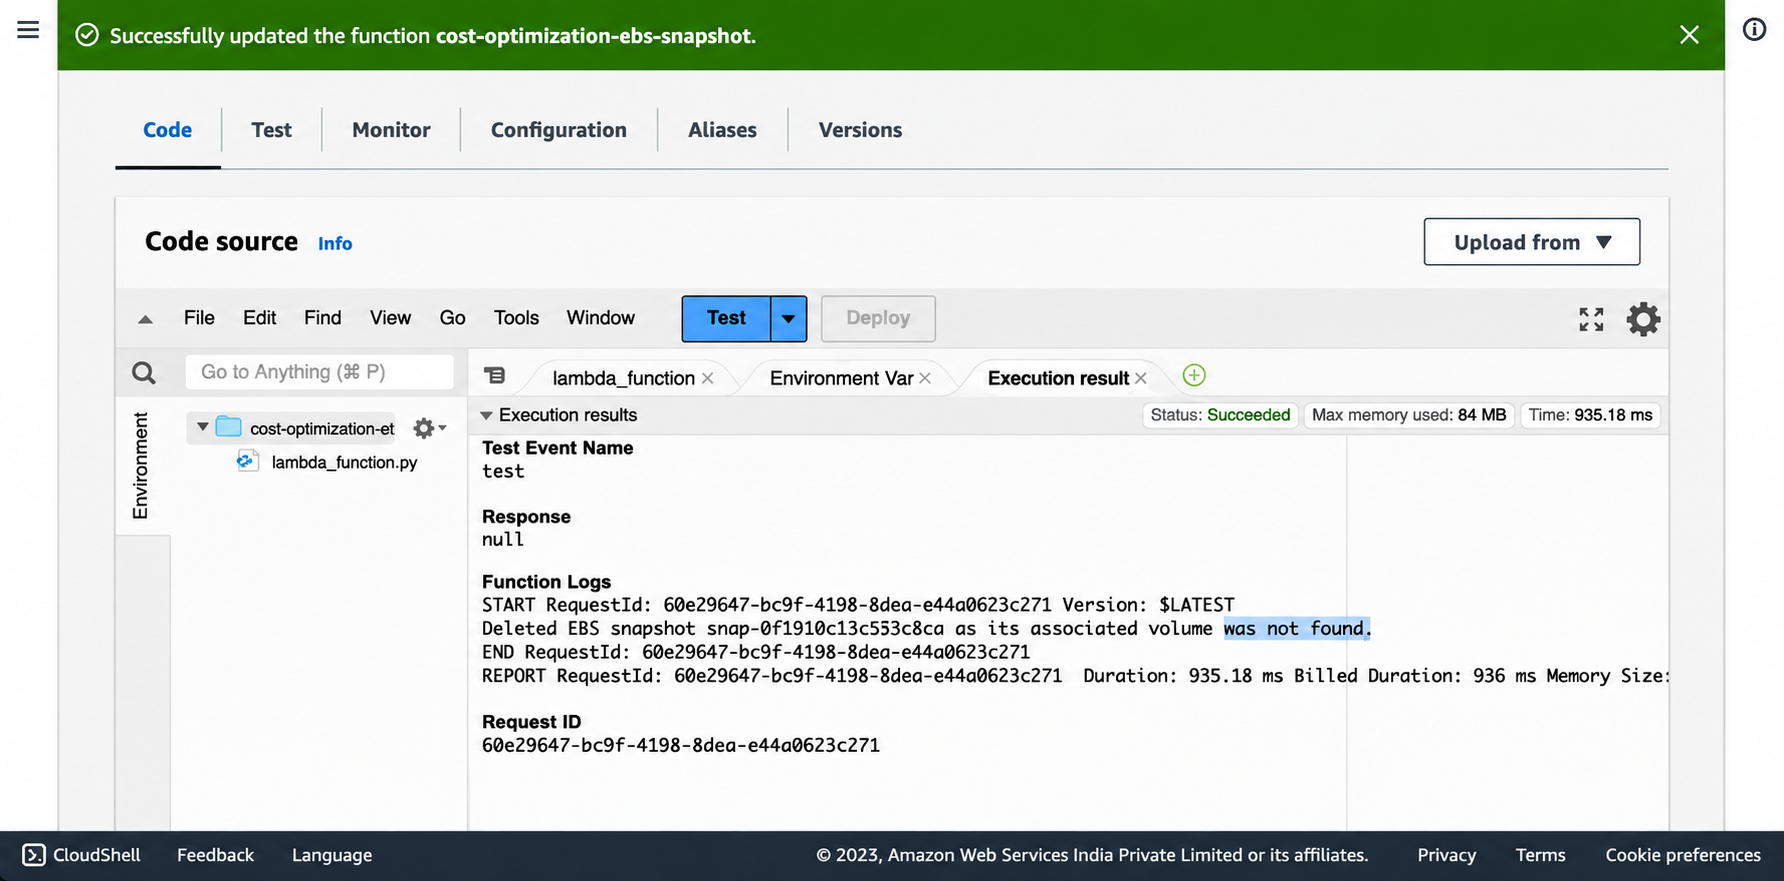 Successfully updated the function cost-optimization-ebs-snapshot.
Code
Test
Monitor
Configuration
Aliases
Versions
Code source
Info
Upload from
File
Edit
Find
View
Go
Tools
Window
Test
Deploy
Go to Anything (⌘ P)
lambda_function
Environment Var
Execution result
Environment
cost-optimization-et
lambda_function.py
Execution results
Status: Succeeded
Max memory used: 84 MB
Time: 935.18 ms
Test Event Name
test
Response
null
Function Logs
START RequestId: 60e29647-bc9f-4198-8dea-e44a0623c271 Version: $LATEST
Deleted EBS snapshot snap-0f1910c13c553c8ca as its associated volume was not found.
END RequestId: 60e29647-bc9f-4198-8dea-e44a0623c271
REPORT RequestId: 60e29647-bc9f-4198-8dea-e44a0623c271  Duration: 935.18 ms Billed Duration: 936 ms Memory Size:
Request ID
60e29647-bc9f-4198-8dea-e44a0623c271
CloudShell
Feedback
Language
© 2023, Amazon Web Services India Private Limited or its affiliates.
Privacy
Terms
Cookie preferences